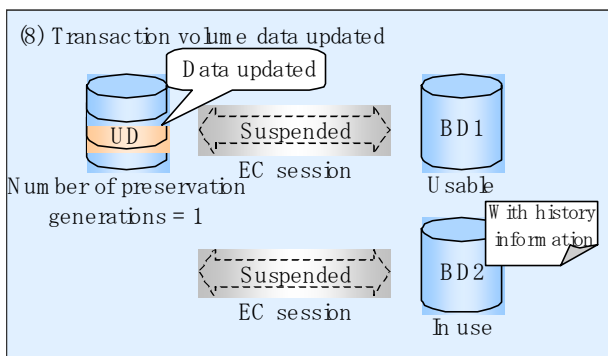 (8) Transaction volume data updated
Data updated
UD
Suspended
BD1
EC session
Usable
Number of preservation
generations = 1
With history
information
Suspended
BD2
EC session
In use